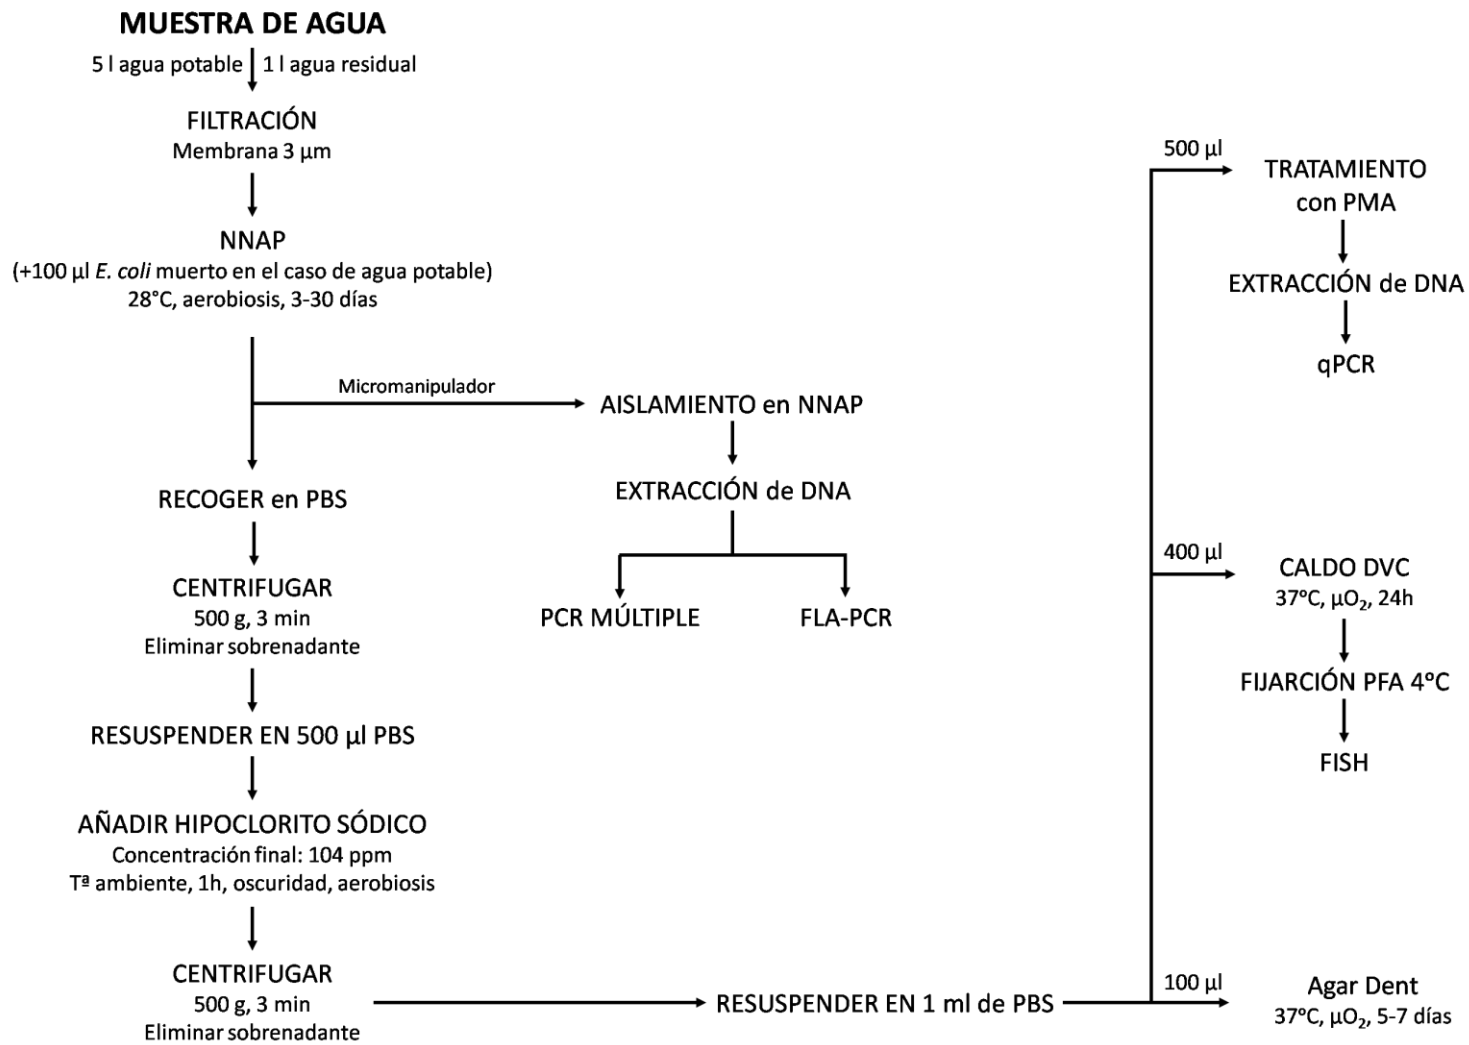 MUESTRA DE AGUA
5 l agua potable
1 l agua residual
FILTRACIÓN
Membrana 3 µm
NNAP
(+100 µl E. coli muerto en el caso de agua potable)
28°C, aerobiosis, 3-30 días
Micromanipulador
AISLAMIENTO en NNAP
EXTRACCIÓN de DNA
PCR MÚLTIPLE
FLA-PCR
RECOGER en PBS
CENTRIFUGAR
500 g, 3 min
Eliminar sobrenadante
RESUSPENDER EN 500 µl PBS
AÑADIR HIPOCLORITO SÓDICO
Concentración final: 104 ppm
Tª ambiente, 1h, oscuridad, aerobiosis
CENTRIFUGAR
500 g, 3 min
Eliminar sobrenadante
RESUSPENDER EN 1 ml de PBS
500 µl
TRATAMIENTO
con PMA
EXTRACCIÓN de DNA
qPCR
400 µl
CALDO DVC
37ºC, µO₂, 24h
FIJARCIÓN PFA 4ºC
FISH
100 µl
Agar Dent
37ºC, µO₂, 5-7 días